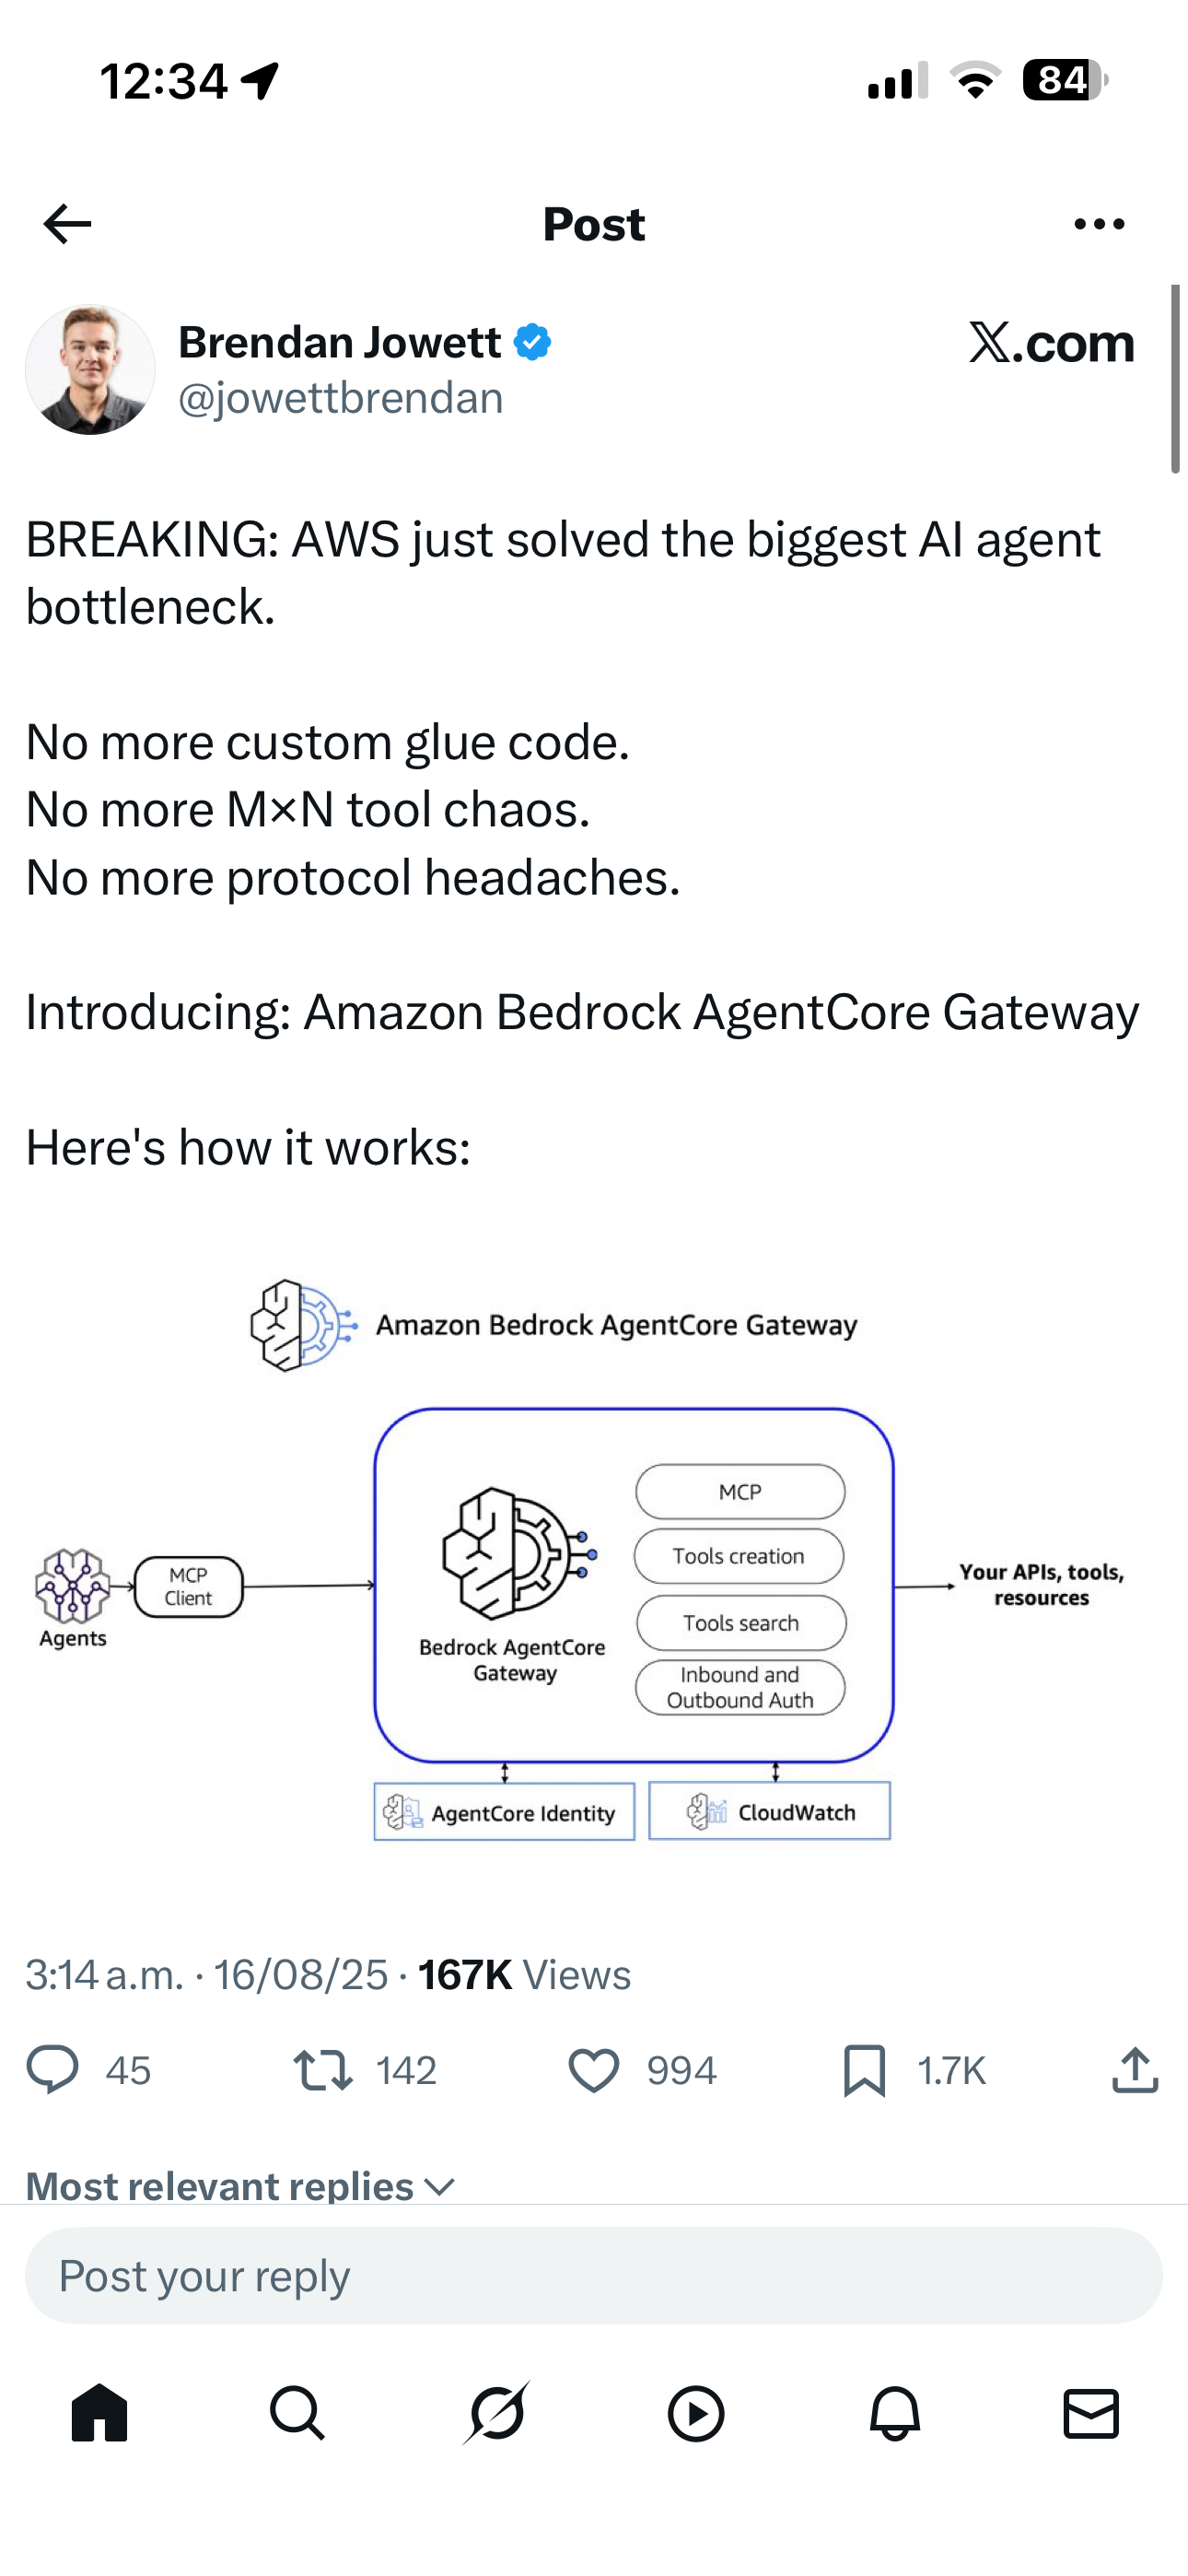 12:34
84
Post
Brendan Jowett
X.com
@jowettbrendan
BREAKING: AWS just solved the biggest AI agent
bottleneck.
No more custom glue code.
No more M×N tool chaos.
No more protocol headaches.
Introducing: Amazon Bedrock AgentCore Gateway
Here's how it works:
Amazon Bedrock AgentCore Gateway
Agents
MCP
Client
Bedrock AgentCore
Gateway
MCP
Tools creation
Tools search
Inbound and
Outbound Auth
Your APIs, tools,
resources
AgentCore Identity
CloudWatch
3:14 a.m. · 16/08/25 · 167K Views
45
142
994
1.7K
Most relevant replies
Post your reply